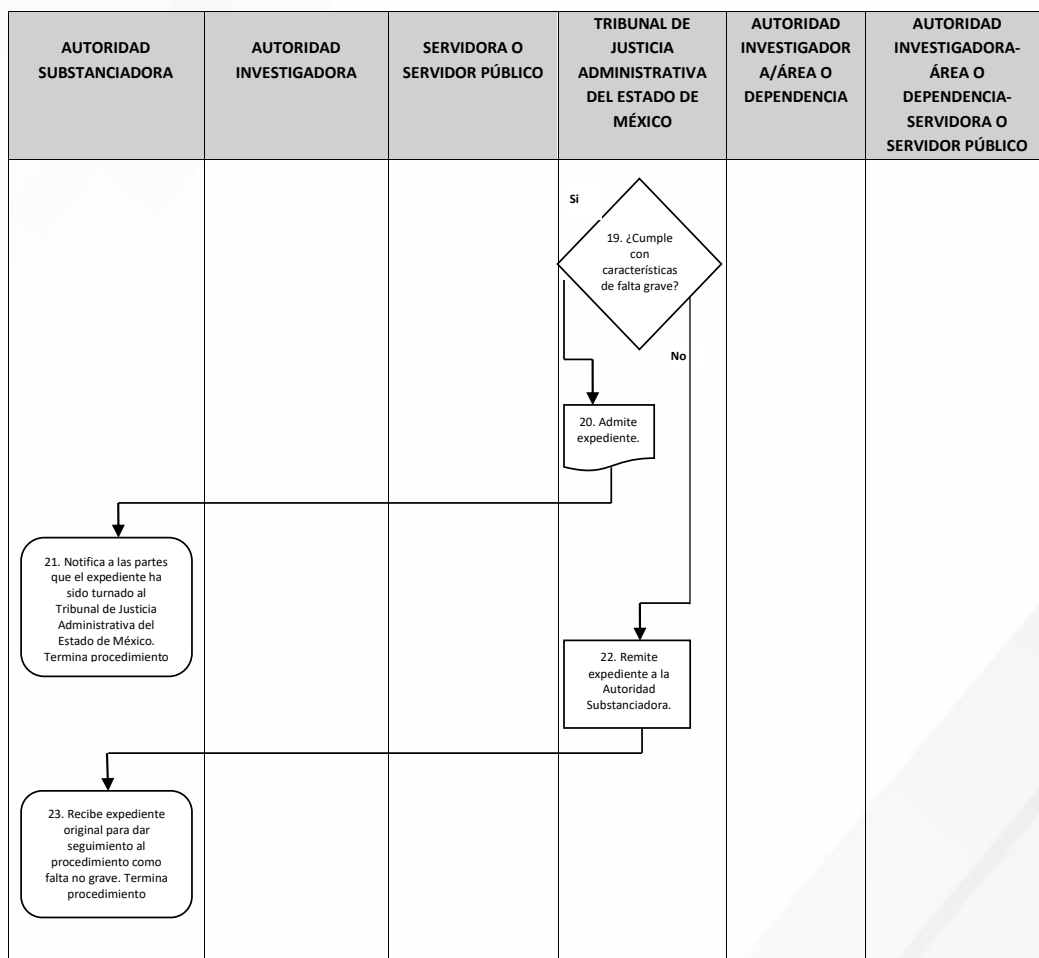 AUTORIDAD
SUBSTANCIADORA
AUTORIDAD
INVESTIGADORA
SERVIDORA O
SERVIDOR PÚBLICO
TRIBUNAL DE
JUSTICIA
ADMINISTRATIVA
DEL ESTADO DE
MÉXICO
AUTORIDAD
INVESTIGADOR
A/ÁREA O
DEPENDENCIA
AUTORIDAD
INVESTIGADORA-
ÁREA O
DEPENDENCIA-
SERVIDORA O
SERVIDOR PÚBLICO
Si
19. ¿Cumple
con
características
de falta grave?
No
20. Admite
expediente.
21. Notifica a las partes
que el expediente ha
sido turnado al
Tribunal de Justicia
Administrativa del
Estado de México.
Termina procedimiento
22. Remite
expediente a la
Autoridad
Substanciadora.
23. Recibe expediente
original para dar
seguimiento al
procedimiento como
falta no grave. Termina
procedimiento